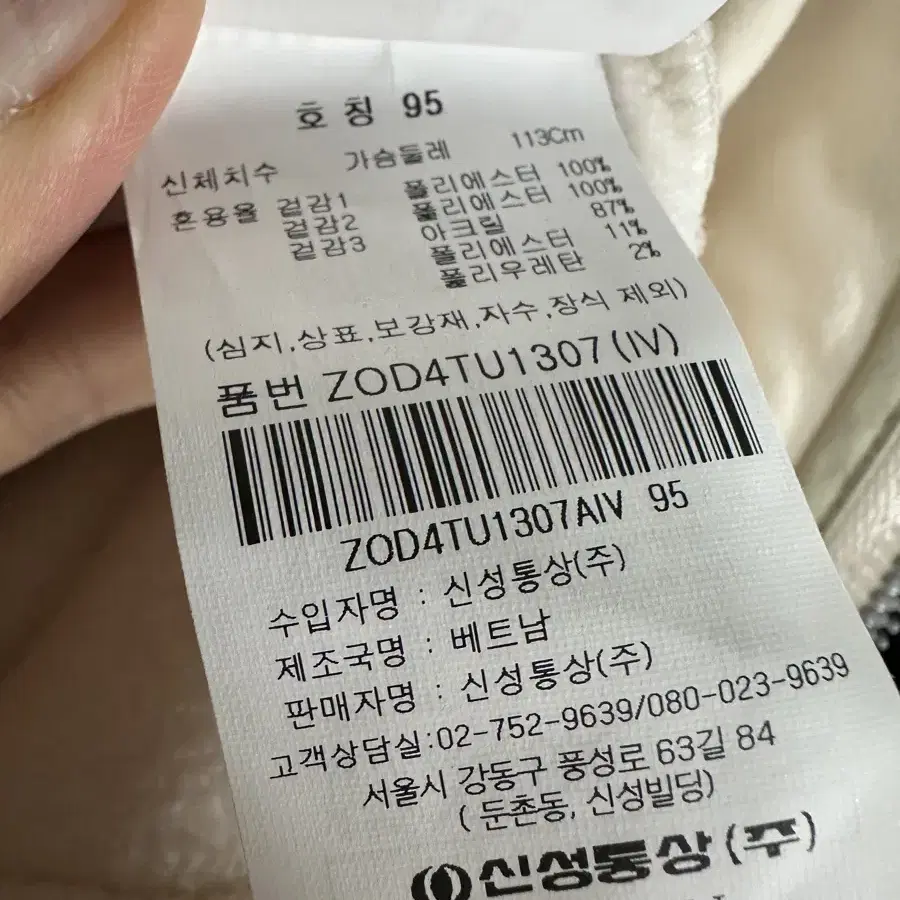 호 칭 95
신체치수 가슴둘레 113Cm
혼용율 겉감1 폴리에스터 100%
겉감2 폴리에스터 100%
겉감3 아크릴 87%
폴리에스터 11%
폴리우레탄 2%
(심지,상표,보강재,자수,장식 제외)
품번 ZOD4TU1307(IV)
ZOD4TU1307AIV 95
수입자명 : 신성통상(주)
제조국명 : 베트남
판매자명 : 신성통상(주)
고객상담실:02-752-9639/080-023-9639
서울시 강동구 풍성로 63길 84
( 둔촌동, 신성빌딩)
신성통상(주)